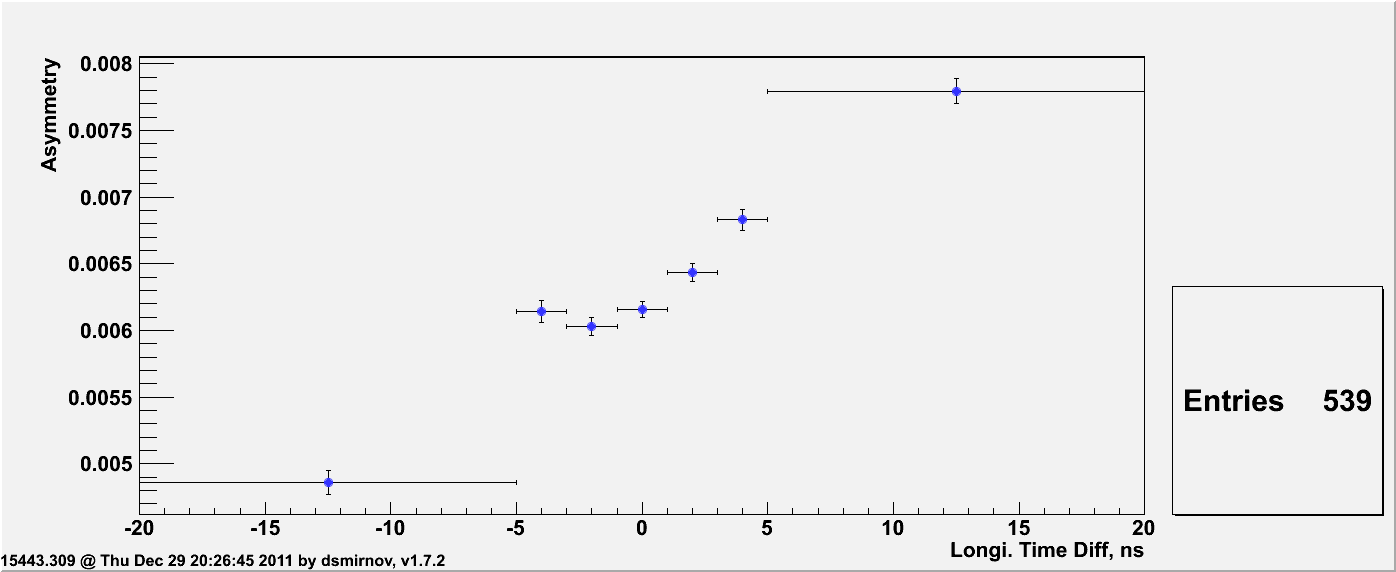 Asymmetry
0.008
0.0075
0.007
0.0065
0.006
0.0055
0.005
-20 -15 -10 -5 0 5 10 15 20
Longi. Time Diff, ns
Entries 539
15443.309 @ Thu Dec 29 20:26:45 2011 by dsmirnov, v1.7.2